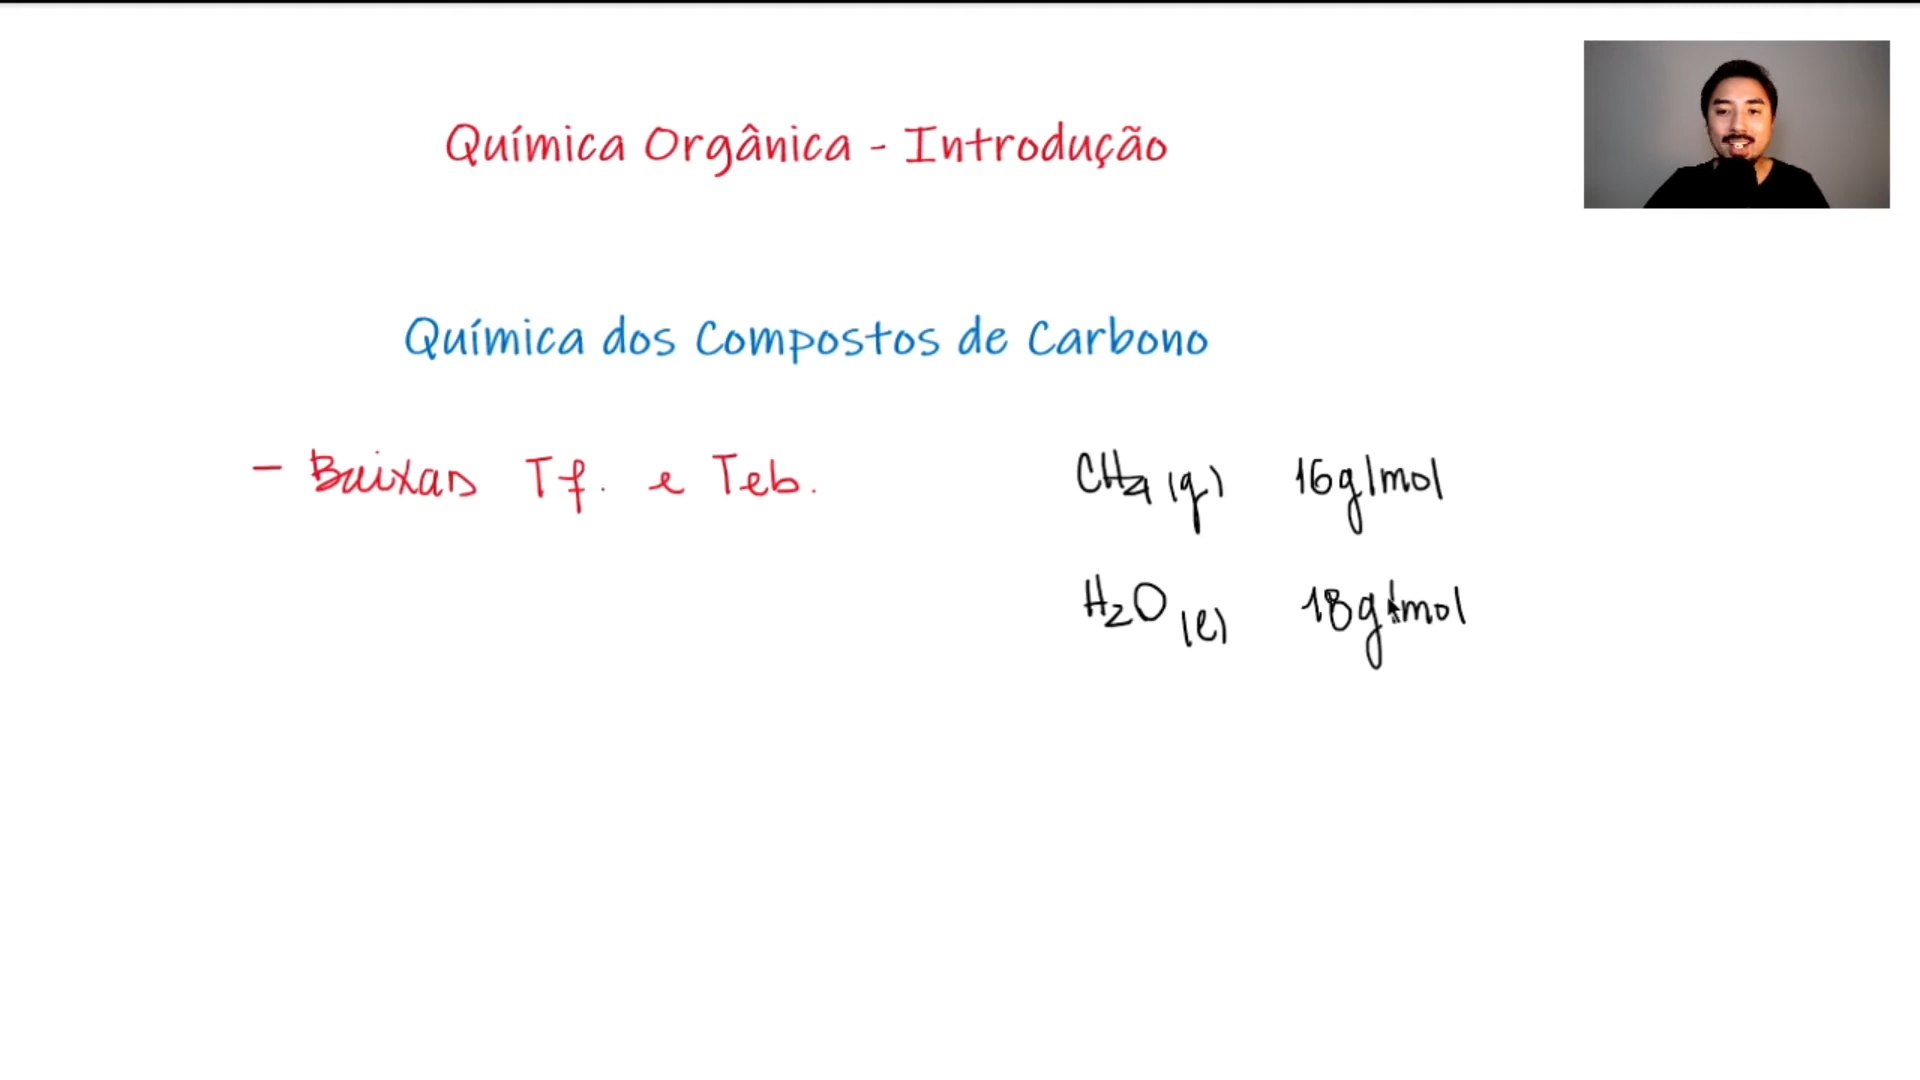 Química Orgânica - Introdução
Química dos Compostos de Carbono
- Baixas Tf. e Teb.
CH4 (g) 16g/mol
H2O (l) 18g/mol